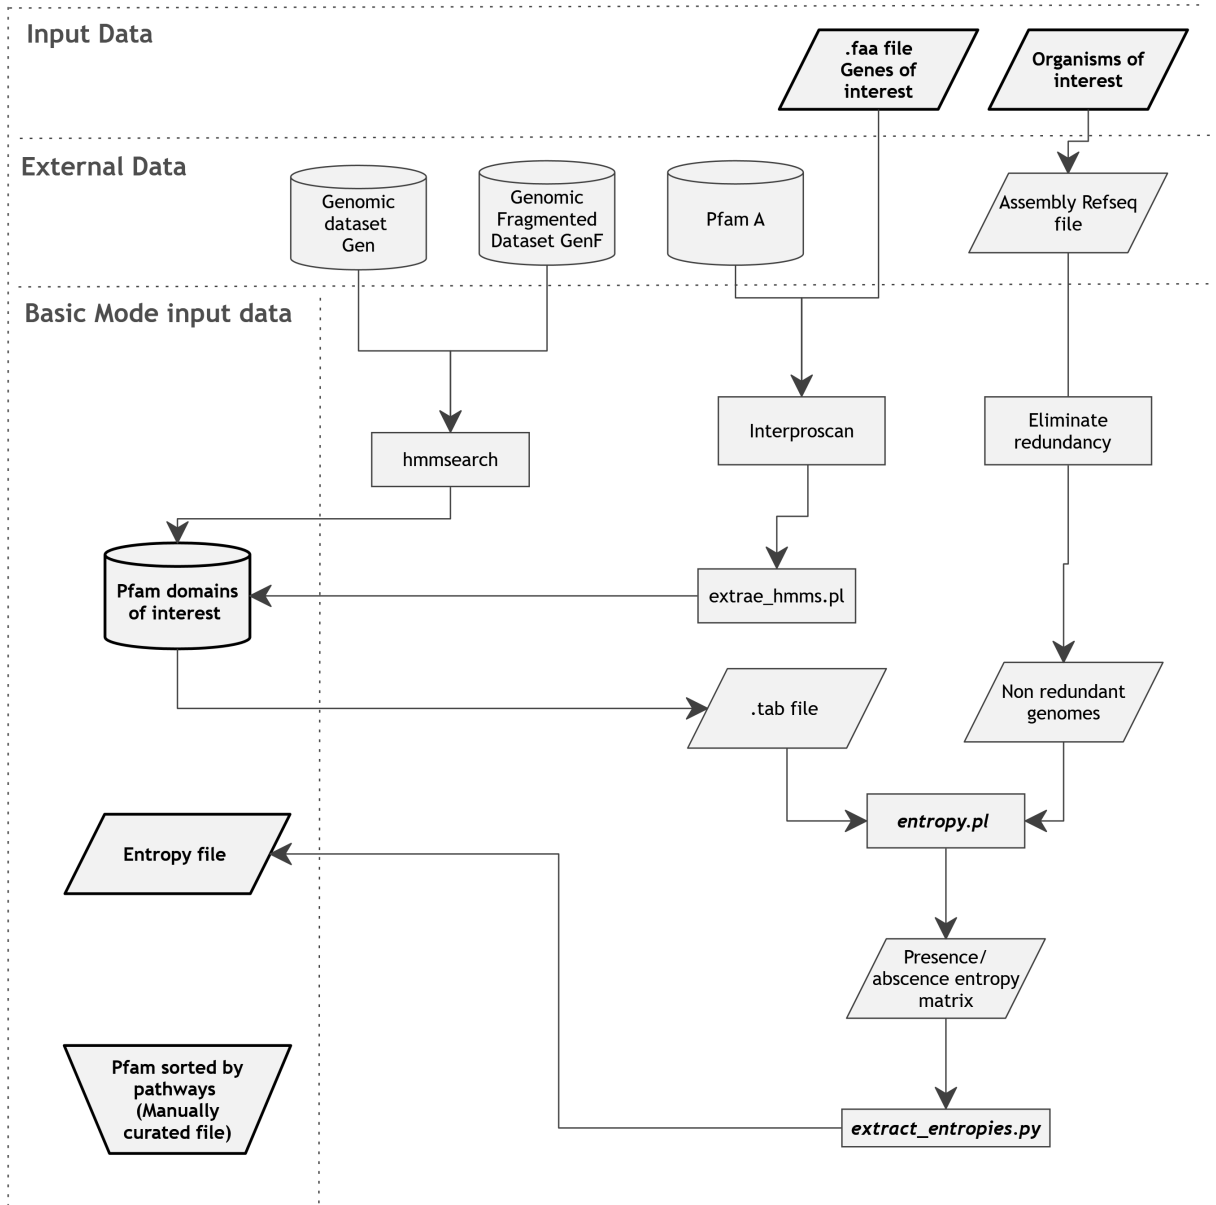 Input Data
.faa file
Genes of
interest
Organisms of
interest
External Data
Genomic
dataset
Gen
Genomic
Fragmented
Dataset GenF
Pfam A
Assembly Refseq
file
Basic Mode input data
Interproscan
Eliminate
redundancy
hmmsearch
Pfam domains
of interest
extrae_hmms.pl
.tab file
Non redundant
genomes
entropy.pl
Entropy file
Presence/
abscence entropy
matrix
Pfam sorted by
pathways
(Manually
curated file)
extract_entropies.py